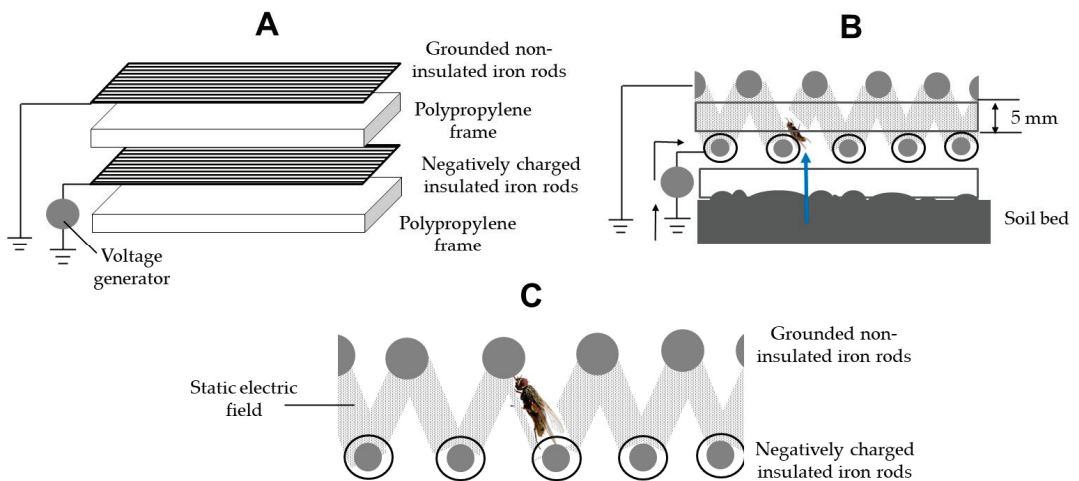 A
Grounded non-
insulated iron rods
Polypropylene
frame
Negatively charged
insulated iron rods
Polypropylene
frame
Voltage
generator
B
5 mm
Soil bed
C
Grounded non-
insulated iron rods
Static electric
field
Negatively charged
insulated iron rods